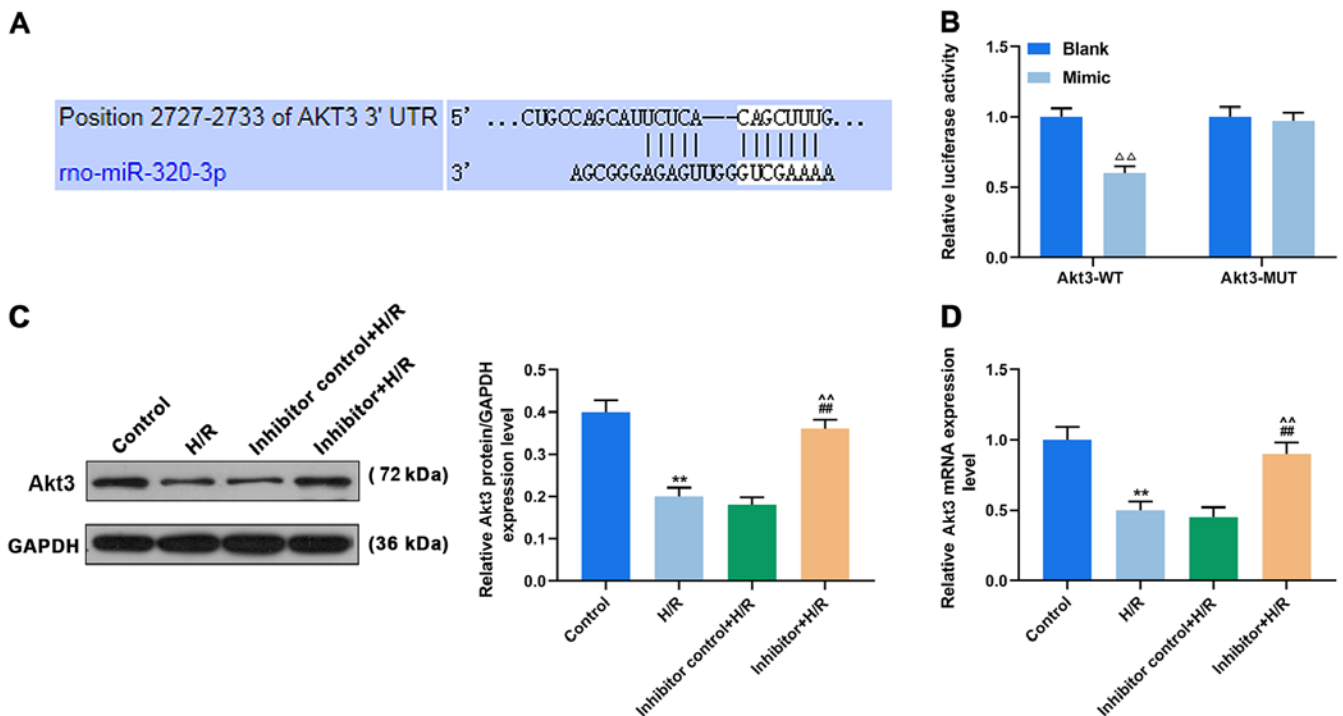 A
Position 2727-2733 of AKT3 3' UTR 5' ...CUGCCAGCAUUCUCA---CAGCUUUG...
rno-miR-320-3p 3' AGCGGGAGAGUUGGGUCGAAAA
B
Blank
Mimic
Relative luciferase activity
1.5
1.0
0.5
0.0
△△
Akt3-WT Akt3-MUT
C
Control
H/R
Inhibitor control+H/R
Inhibitor+H/R
Akt3 (72 kDa)
GAPDH (36 kDa)
Relative Akt3 protein/GAPDH
expression level
0.5
0.4
0.3
0.2
0.1
0.0
**
^^
##
Control
H/R
Inhibitor control+H/R
Inhibitor+H/R
D
Relative Akt3 mRNA expression
level
1.5
1.0
0.5
0.0
**
^^
##
Control
H/R
Inhibitor control+H/R
Inhibitor+H/R